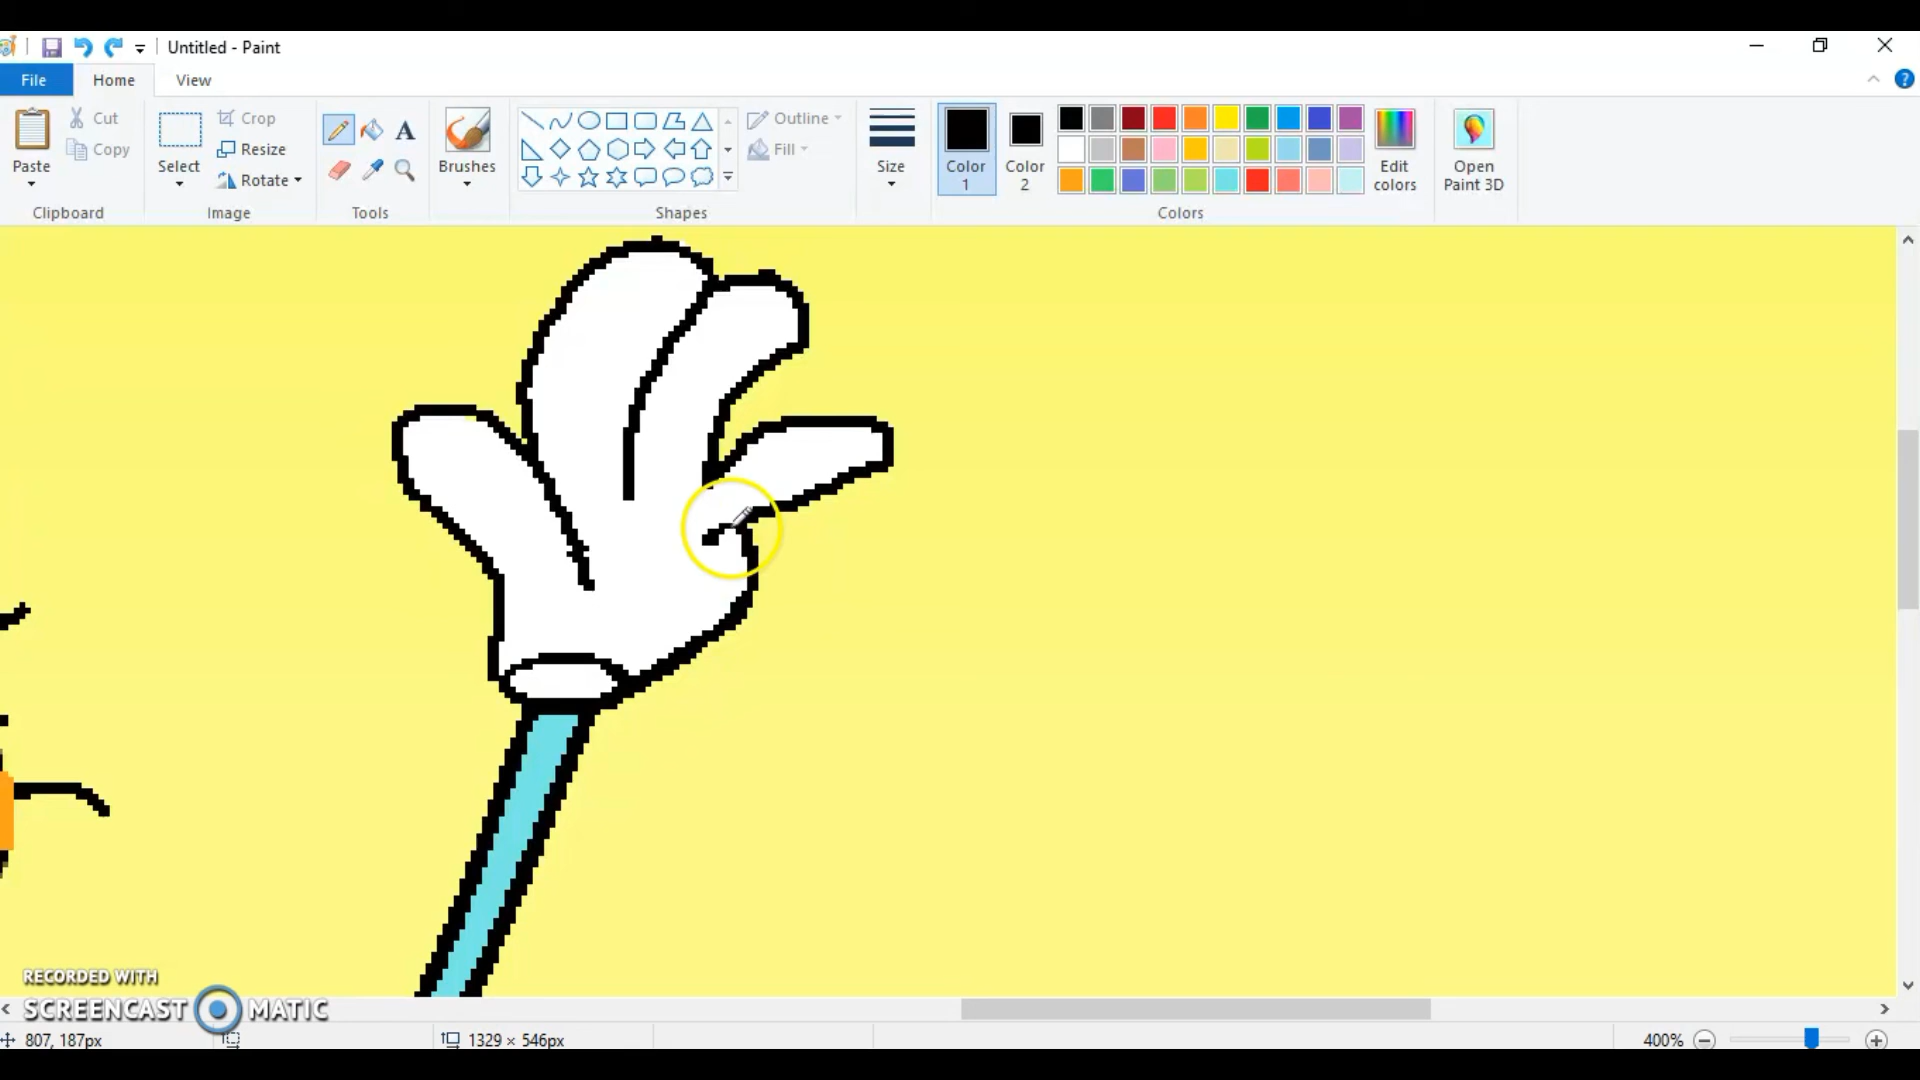 Untitled - Paint
File Home View
Paste Cut Copy Select Crop Resize Rotate A Brushes Outline Fill Size Color 1 Color 2 Edit colors Open Paint 3D
Clipboard Image Tools Shapes Colors
RECORDED WITH
SCREENCAST MATIC
807, 187px 1329 × 546px 400%